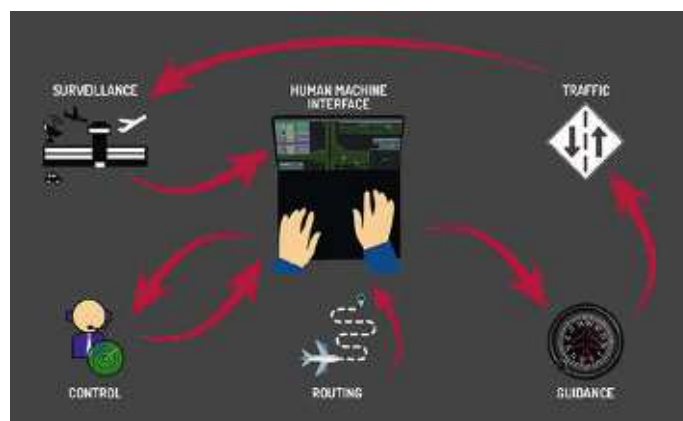 SURVEILLANCE
HUMAN MACHINE
INTERFACE
TRAFFIC
CONTROL
ROUTING
GUIDANCE